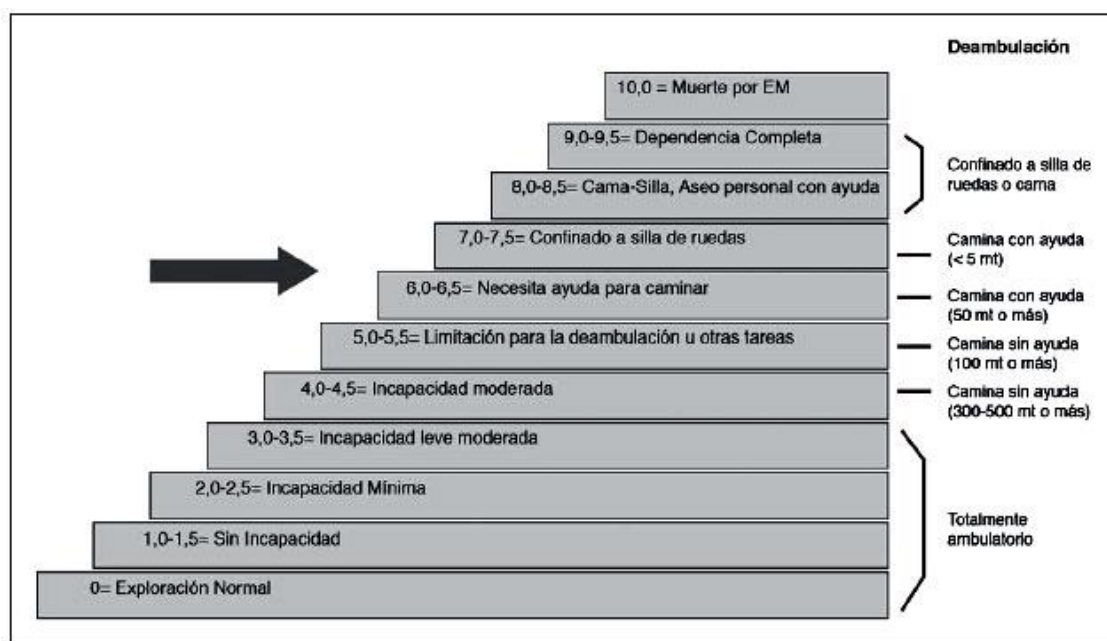 Deambulación
10,0 = Muerte por EM
9,0-9,5= Dependencia Completa
8,0-8,5= Cama-Silla, Aseo personal con ayuda
Confinado a silla de
ruedas o cama
7,0-7,5= Confinado a silla de ruedas
Camina con ayuda
(< 5 mt)
6,0-6,5= Necesita ayuda para caminar
Camina con ayuda
(50 mt o más)
5,0-5,5= Limitación para la deambulación u otras tareas
Camina sin ayuda
(100 mt o más)
4,0-4,5= Incapacidad moderada
Camina sin ayuda
(300-500 mt o más)
3,0-3,5= Incapacidad leve moderada
2,0-2,5= Incapacidad Mínima
1,0-1,5= Sin Incapacidad
Totalmente
ambulatorio
0= Exploración Normal